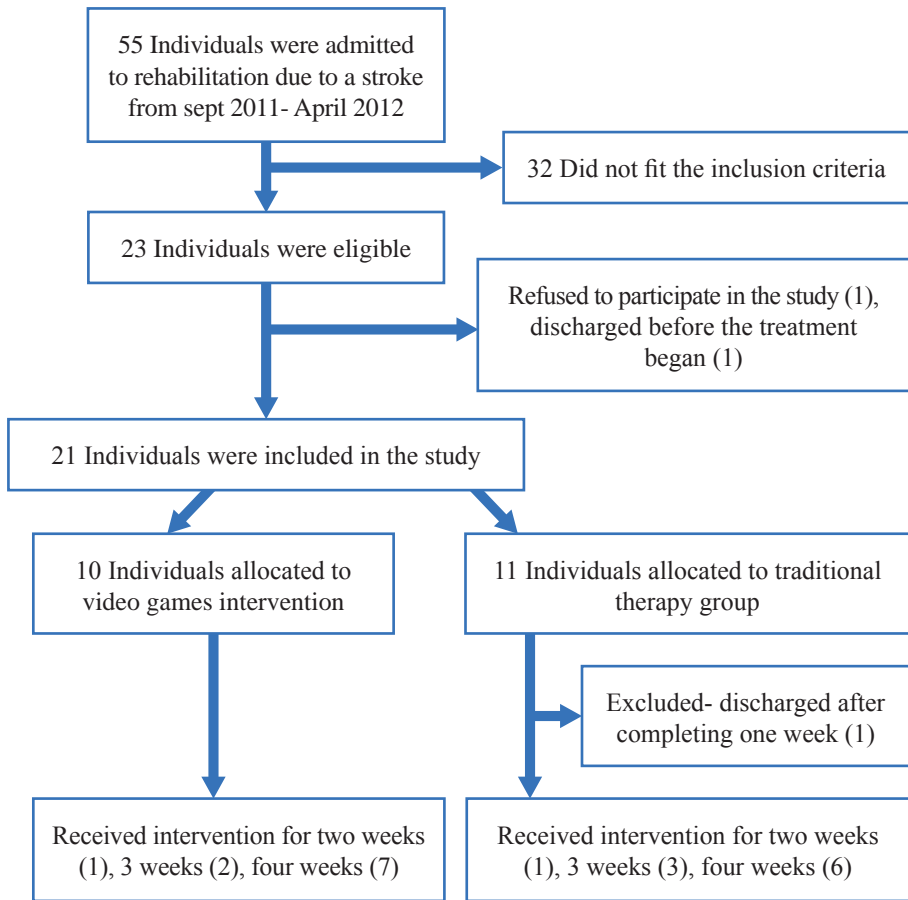 55 Individuals were admitted
to rehabilitation due to a stroke
from sept 2011- April 2012
32 Did not fit the inclusion criteria
23 Individuals were eligible
Refused to participate in the study (1),
discharged before the treatment
began (1)
21 Individuals were included in the study
10 Individuals allocated to
video games intervention
11 Individuals allocated to traditional
therapy group
Excluded- discharged after
completing one week (1)
Received intervention for two weeks
(1), 3 weeks (2), four weeks (7)
Received intervention for two weeks
(1), 3 weeks (3), four weeks (6)